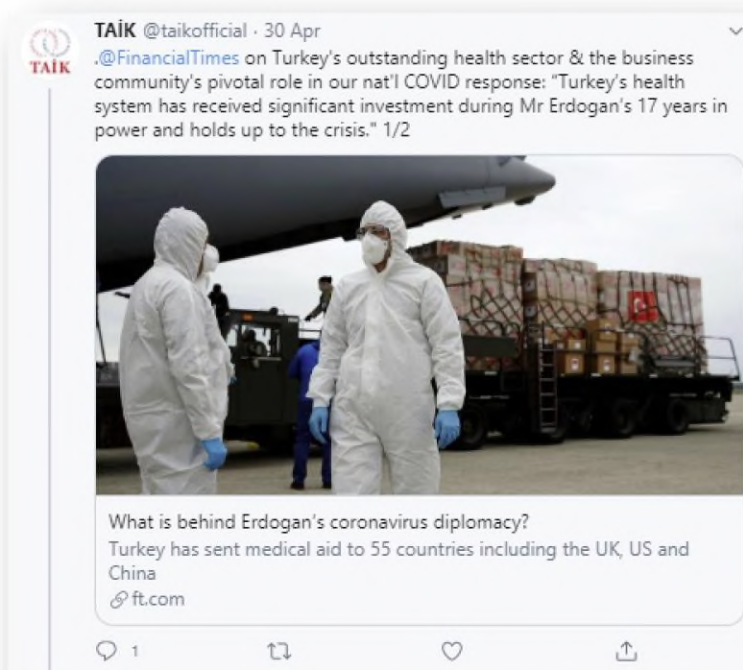 TAİK @taikofficial · 30 Apr
TAİK
.@FinancialTimes on Turkey's outstanding health sector & the business
community's pivotal role in our nat'l COVID response: “Turkey's health
system has received significant investment during Mr Erdogan's 17 years in
power and holds up to the crisis." 1/2
What is behind Erdogan's coronavirus diplomacy?
Turkey has sent medical aid to 55 countries including the UK, US and
China
ft.com
1